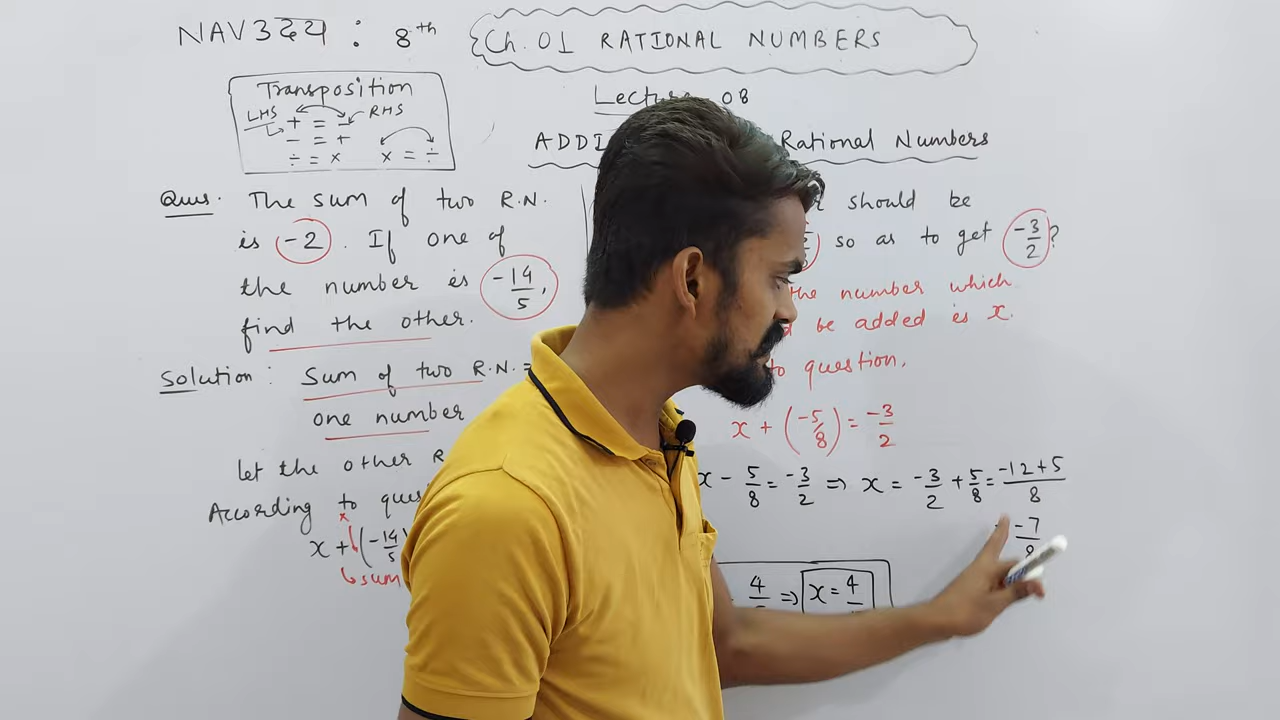 NAV3देय : 8th
Ch. 01 RATIONAL NUMBERS
Transposition
LHS RHS
+ = -
- = +
÷ = × × = ÷
Lecture 08
Rational Numbers
Ques. The sum of two R.N.
is -2. If one of
the number is -14/5,
find the other.
Solution : Sum of two R.N. =
one number
let the other
According to
x + (-14/5)
sum
should be
so as to get -3/2 ?
the number which
be added is x.
to question,
x + (-5/8) = -3/2
x - 5/8 = -3/2 ⇒ x = -3/2 + 5/8 = -12+5/8
-7/8
4 ⇒ x = 4